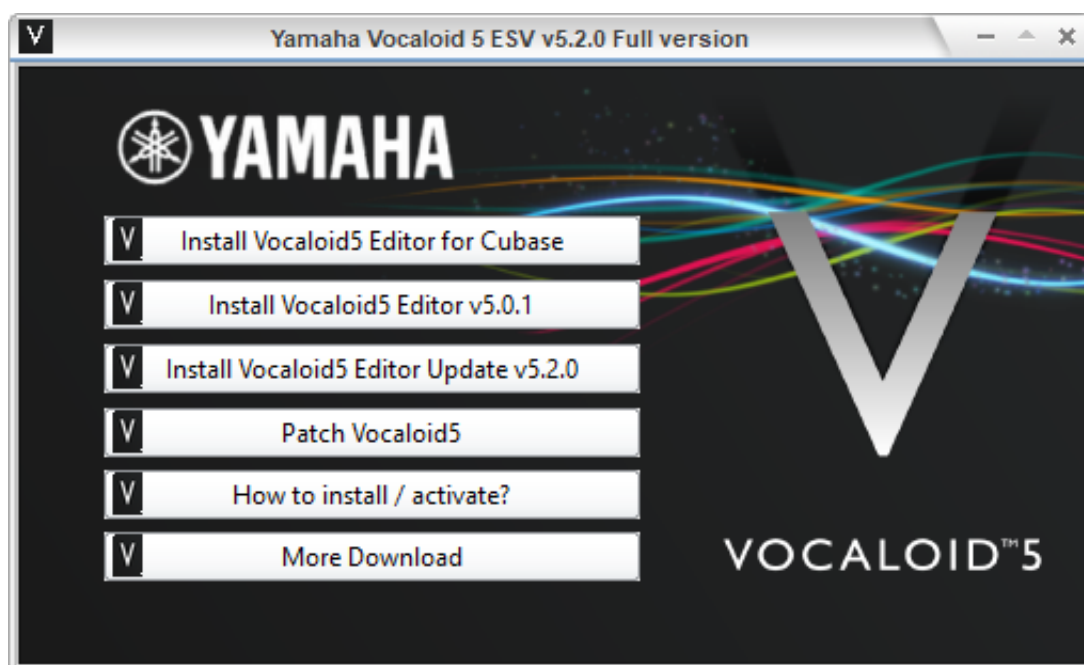 Yamaha Vocaloid 5 ESV v5.2.0 Full version
YAMAHA
Install Vocaloid5 Editor for Cubase
Install Vocaloid5 Editor v5.0.1
Install Vocaloid5 Editor Update v5.2.0
Patch Vocaloid5
How to install / activate?
More Download
VOCALOID™5